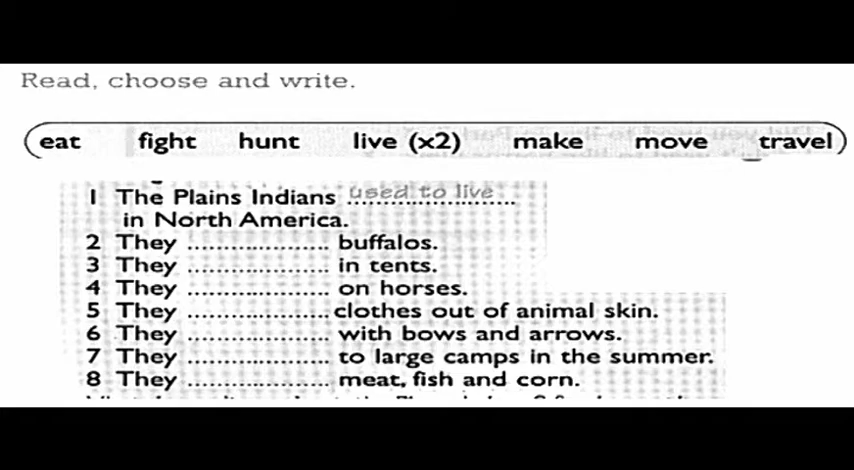 Read, choose and write.
eat fight hunt live (x2) make move travel
1 The Plains Indians used to live
in North America.
2 They .................... buffalos.
3 They .................... in tents.
4 They .................... on horses.
5 They .................... clothes out of animal skin.
6 They .................... with bows and arrows.
7 They .................... to large camps in the summer.
8 They .................... meat, fish and corn.